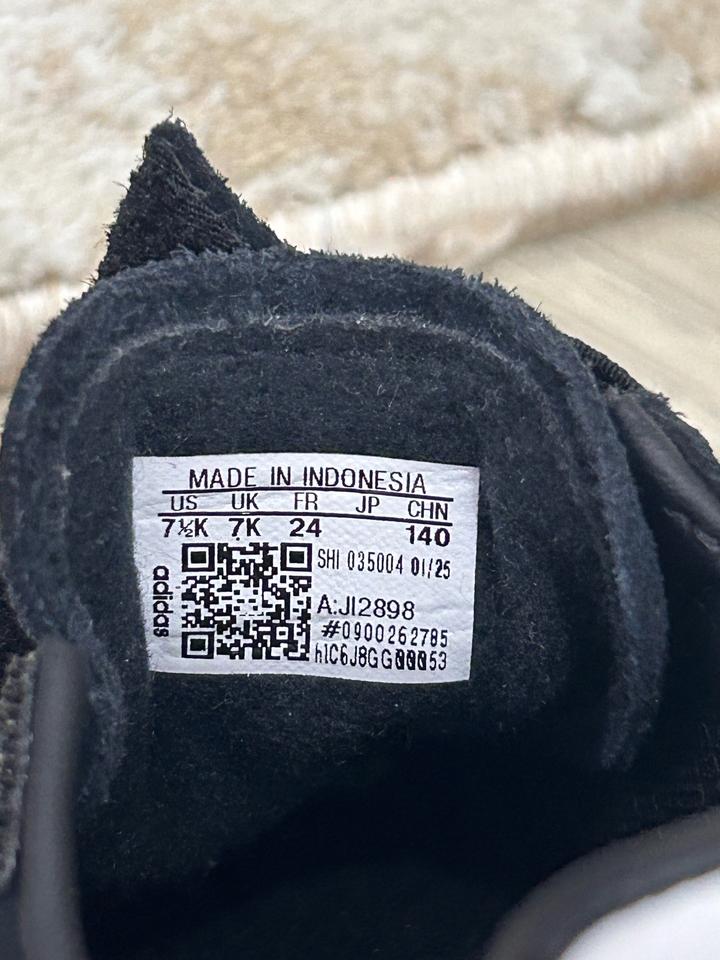 MADE IN INDONESIA
US UK FR JP CHN
7½K 7K 24 140
SHI 035004 01/25
adidas
A:JI2898
#0900262785
h1C6J8GG00053